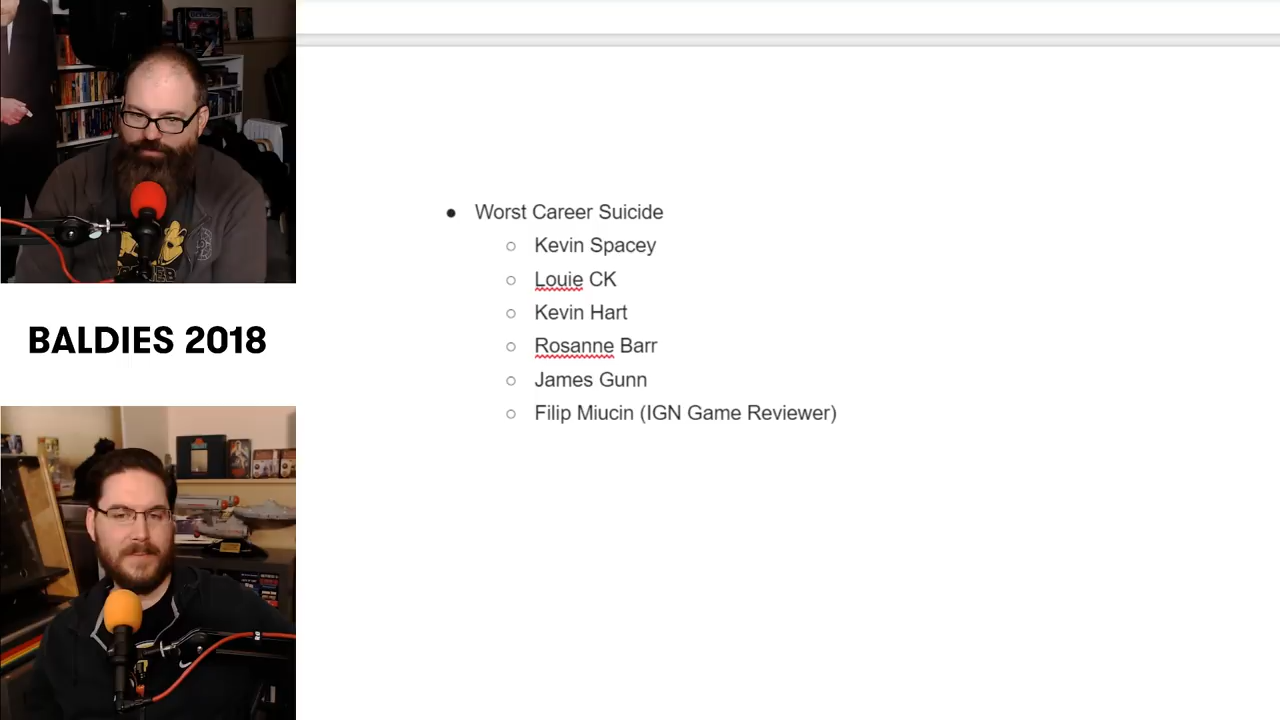 BALDIES 2018
Worst Career Suicide
Kevin Spacey
Louie CK
Kevin Hart
Rosanne Barr
James Gunn
Filip Miucin (IGN Game Reviewer)